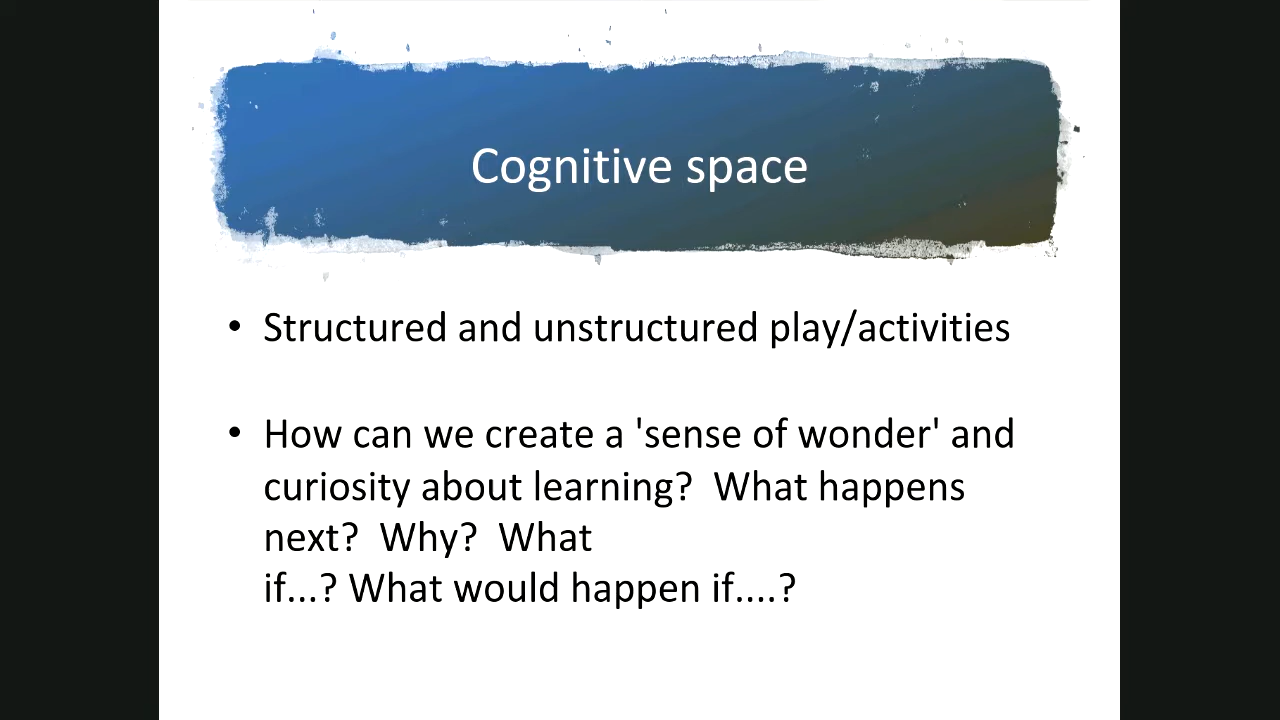 Cognitive space
• Structured and unstructured play/activities
• How can we create a 'sense of wonder' and
curiosity about learning?  What happens
next?  Why?  What
if...? What would happen if....?